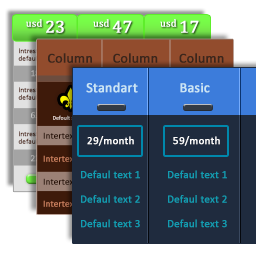 usd 23 usd 47 usd 17
Column Column Column
Standart Basic
29/month 59/month
Defaul text 1 Defaul text 1
Defaul text 2 Defaul text 2
Defaul text 3 Defaul text 3